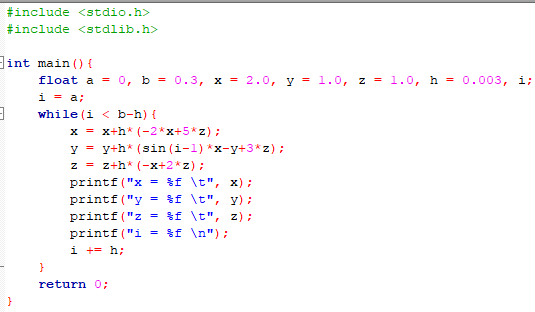 #include <stdio.h>
#include <stdlib.h>
int main(){
float a = 0, b = 0.3, x = 2.0, y = 1.0, z = 1.0, h = 0.003, i;
i = a;
while(i < b-h){
x = x+h*(-2*x+5*z);
y = y+h*(sin(i-1)*x-y+3*z);
z = z+h*(-x+2*z);
printf("x = %f \t", x);
printf("y = %f \t", y);
printf("z = %f \t", z);
printf("i = %f \n");
i += h;
}
return 0;
}